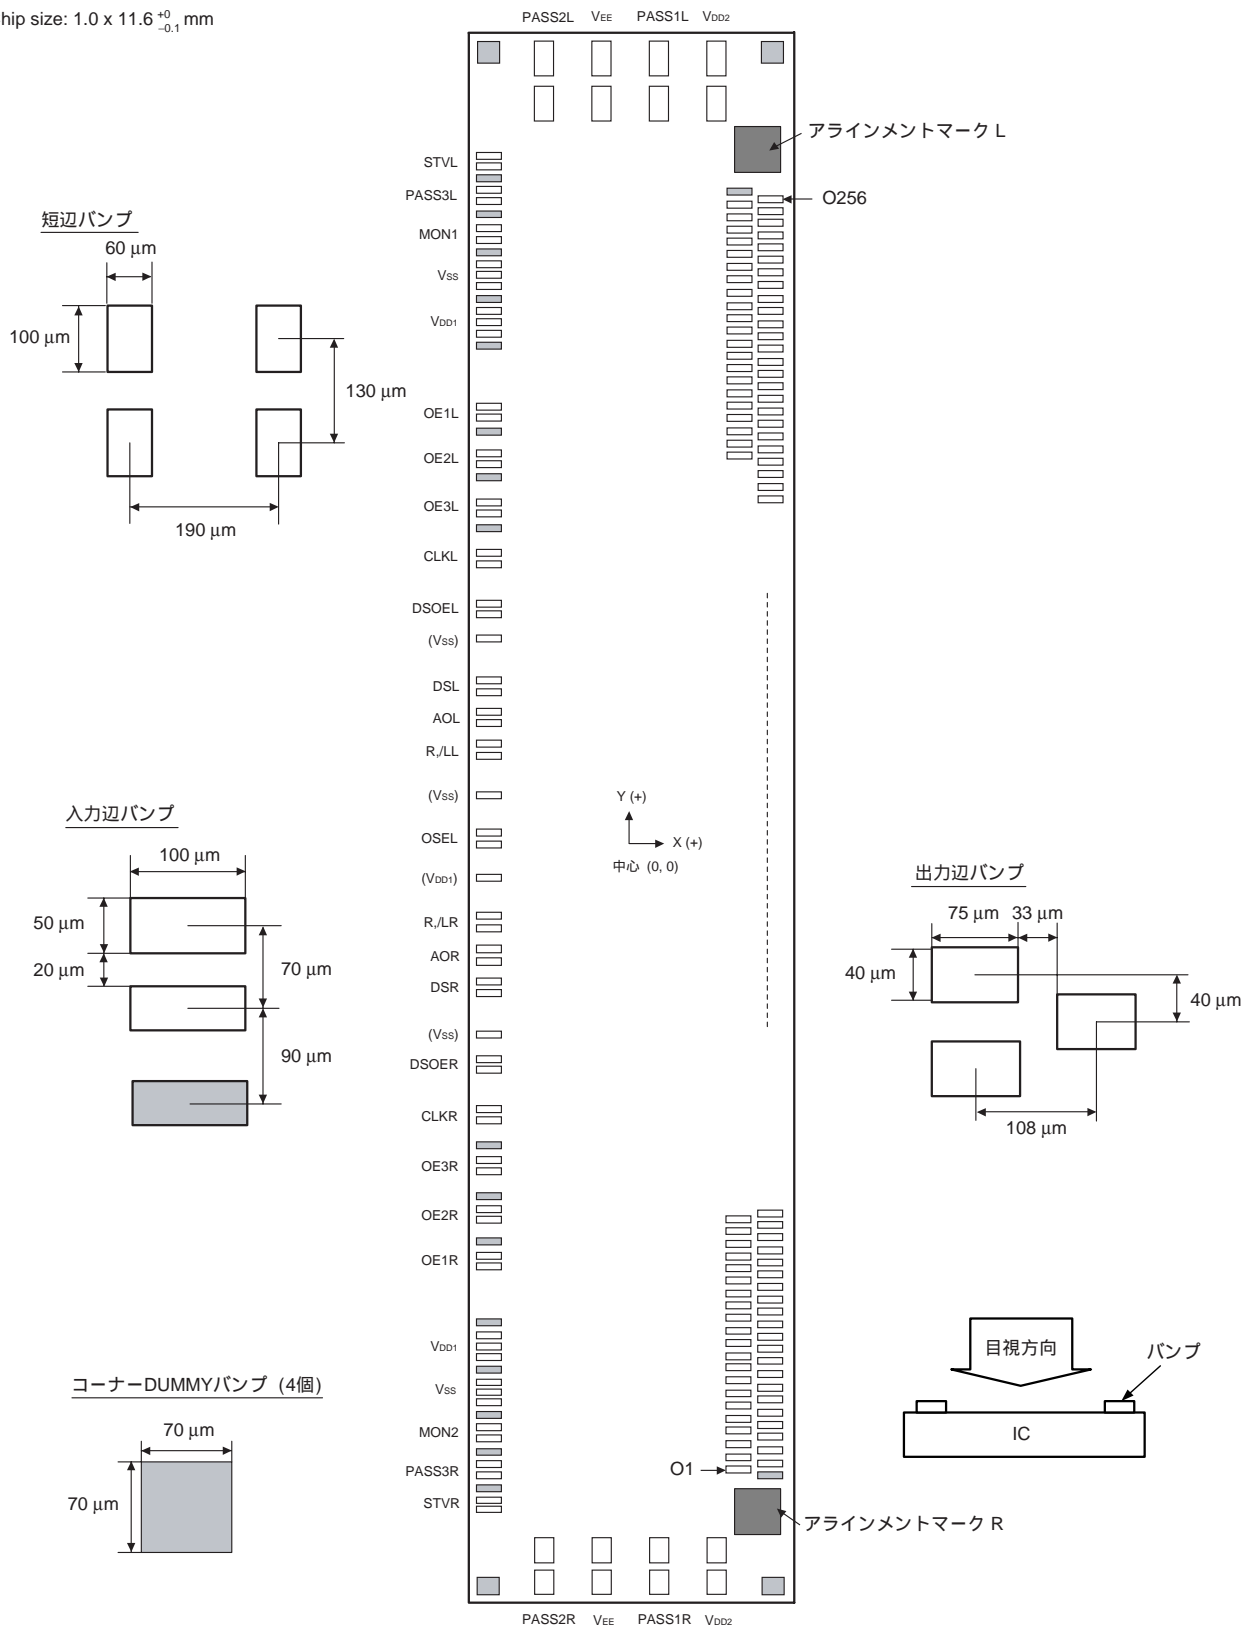 hip size: 1.0 x 11.6 +0 –0.1 mm
PASS2L VEE PASS1L VDD2
アラインメントマーク L
STVL
PASS3L
O256
短辺バンプ
60 μm
MON1
VSS
100 μm
VDD1
130 μm
OE1L
OE2L
OE3L
190 μm
CLKL
DSOEL
(VSS)
DSL
AOL
R,/LL
(VSS)
Y (+)
X (+)
中心 (0, 0)
入力辺バンプ
100 μm
50 μm
20 μm
70 μm
90 μm
OSEL
(VDD1)
R,/LR
AOR
DSR
(VSS)
DSOER
CLKR
出力辺バンプ
75 μm 33 μm
40 μm
40 μm
108 μm
OE3R
OE2R
OE1R
VDD1
VSS
MON2
PASS3R
STVR
O1
目視方向
バンプ
IC
コーナーDUMMYバンプ (4個)
70 μm
70 μm
アラインメントマーク R
PASS2R VEE PASS1R VDD2